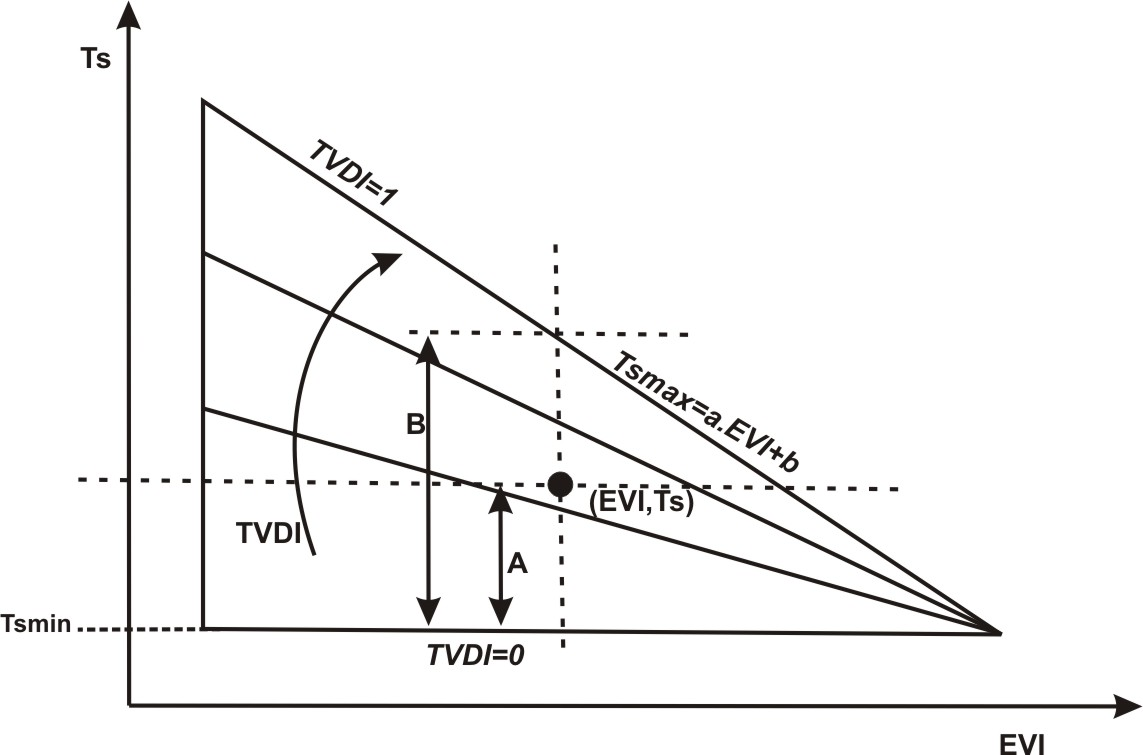 Ts
TVDI=1
Tsmax=a.EVI+b
B
(EVI,Ts)
TVDI
A
Tsmin
TVDI=0
EVI